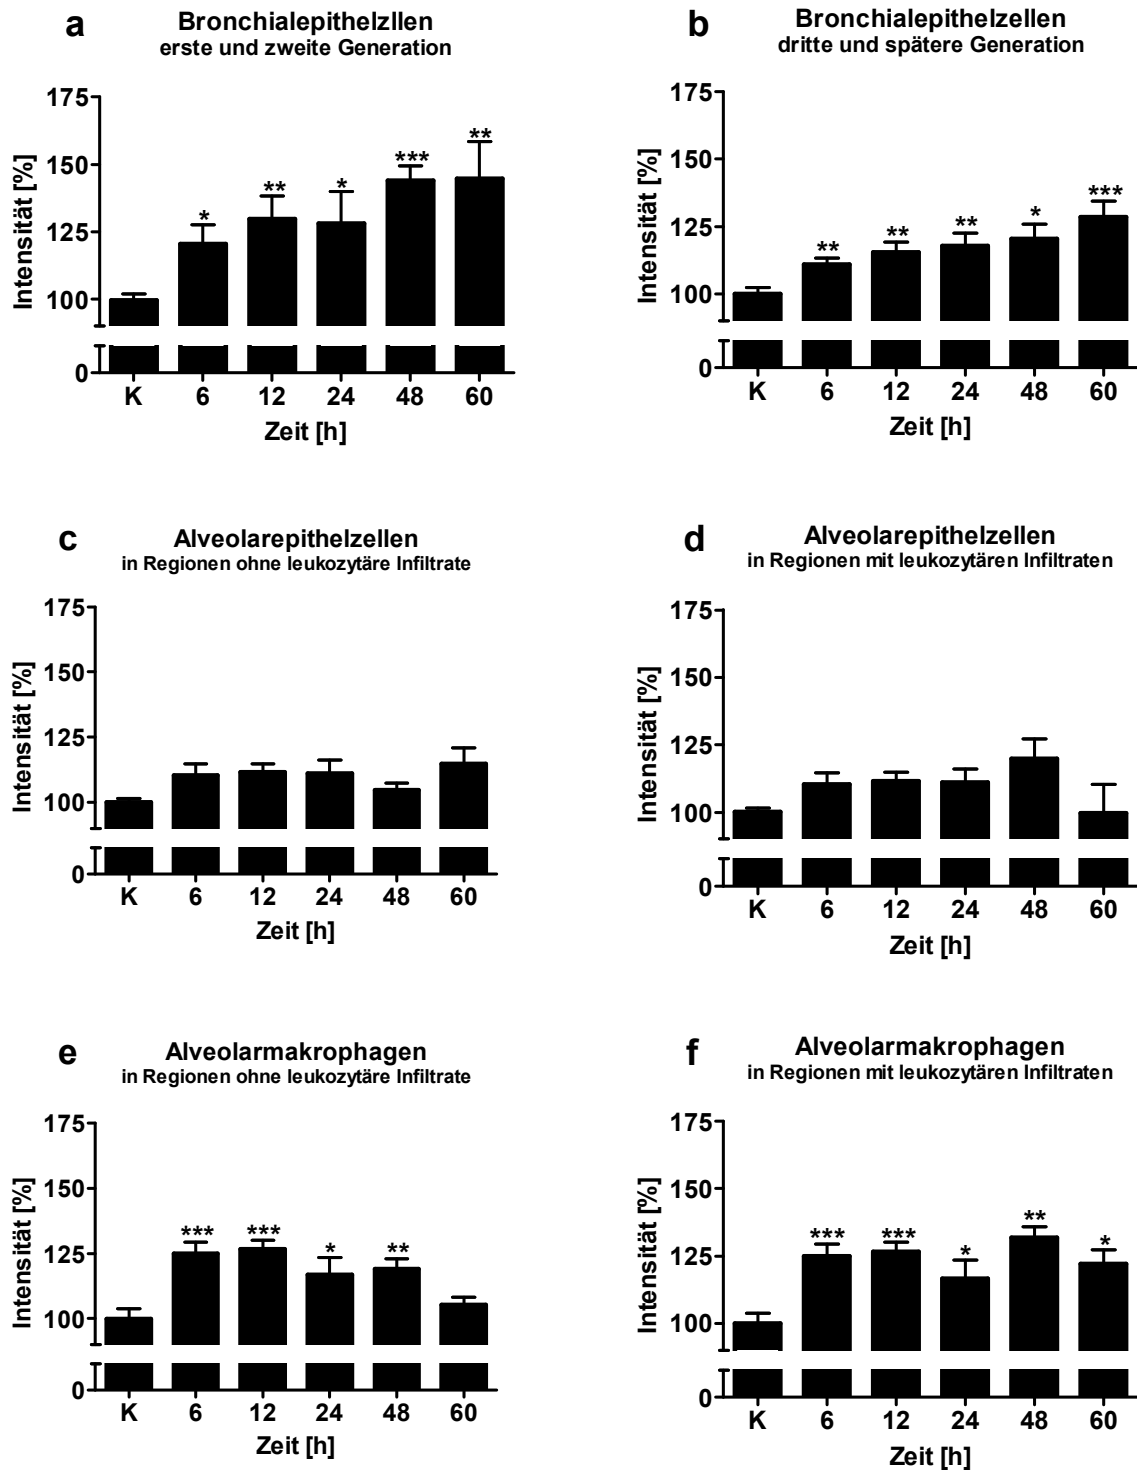 a
Bronchialepithelzllen
erste und zweite Generation
175
150
125
100
0
Intensität [%]
*
**
*
***
**
K 6 12 24 48 60
Zeit [h]
b
Bronchialepithelzellen
dritte und spätere Generation
175
150
125
100
0
Intensität [%]
**
**
**
*
***
K 6 12 24 48 60
Zeit [h]
c
Alveolarepithelzellen
in Regionen ohne leukozytäre Infiltrate
175
150
125
100
0
Intensität [%]
K 6 12 24 48 60
Zeit [h]
d
Alveolarepithelzellen
in Regionen mit leukozytären Infiltraten
175
150
125
100
0
Intensität [%]
K 6 12 24 48 60
Zeit [h]
e
Alveolarmakrophagen
in Regionen ohne leukozytäre Infiltrate
175
150
125
100
0
Intensität [%]
***
***
*
**
K 6 12 24 48 60
Zeit [h]
f
Alveolarmakrophagen
in Regionen mit leukozytären Infiltraten
175
150
125
100
0
Intensität [%]
***
***
*
**
*
K 6 12 24 48 60
Zeit [h]